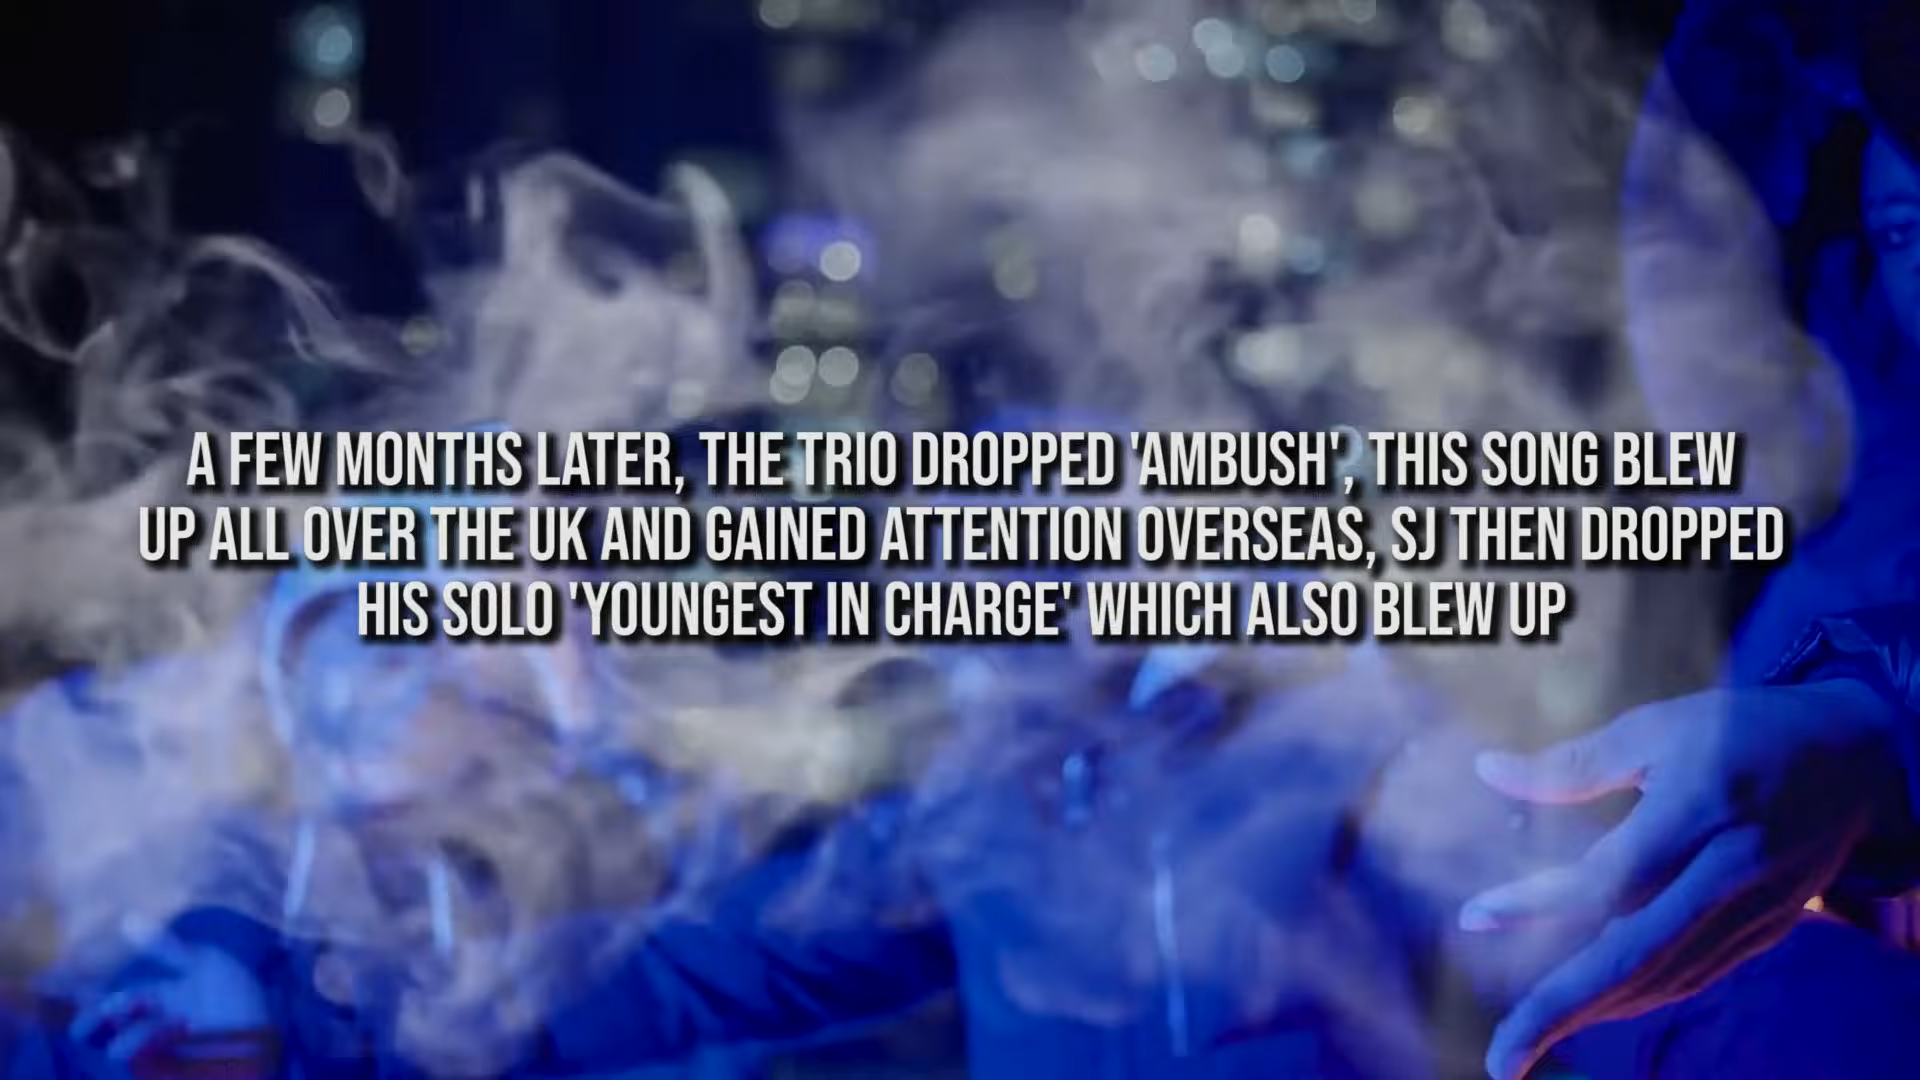 A FEW MONTHS LATER, THE TRIO DROPPED 'AMBUSH', THIS SONG BLEW
UP ALL OVER THE UK AND GAINED ATTENTION OVERSEAS, SJ THEN DROPPED
HIS SOLO 'YOUNGEST IN CHARGE' WHICH ALSO BLEW UP